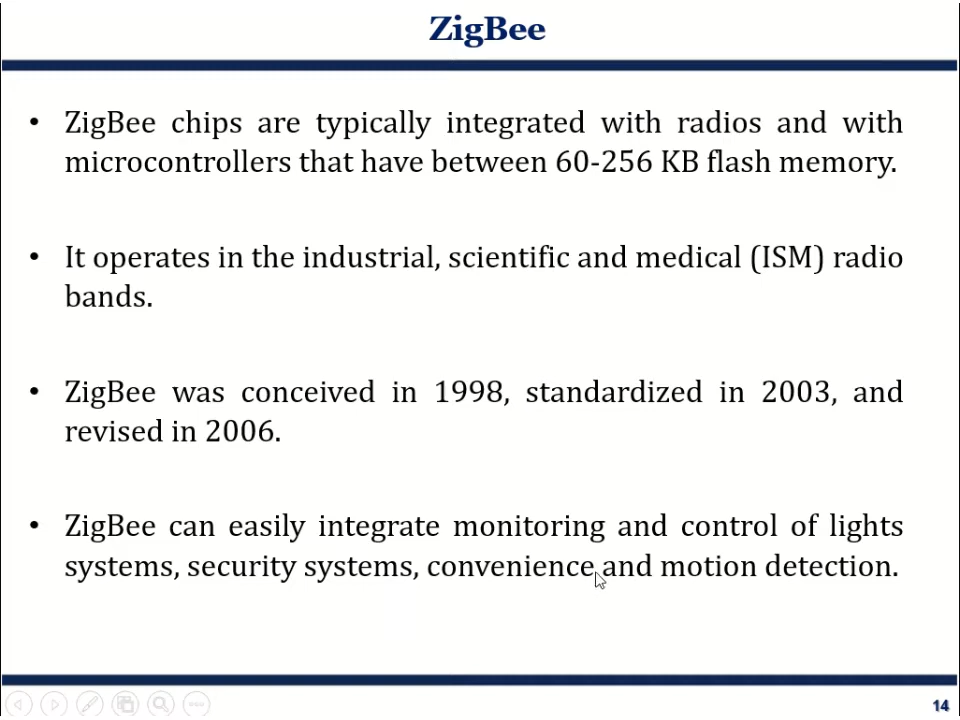 ZigBee
• ZigBee chips are typically integrated with radios and with
microcontrollers that have between 60-256 KB flash memory.
• It operates in the industrial, scientific and medical (ISM) radio
bands.
• ZigBee was conceived in 1998, standardized in 2003, and
revised in 2006.
• ZigBee can easily integrate monitoring and control of lights
systems, security systems, convenience and motion detection.
14